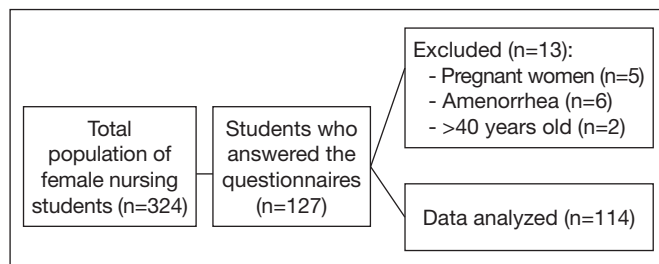 Total
population of
female nursing
students (n=324)
Students who
answered the
questionnaires
(n=127)
Excluded (n=13):
- Pregnant women (n=5)
- Amenorrhea (n=6)
- >40 years old (n=2)
Data analyzed (n=114)